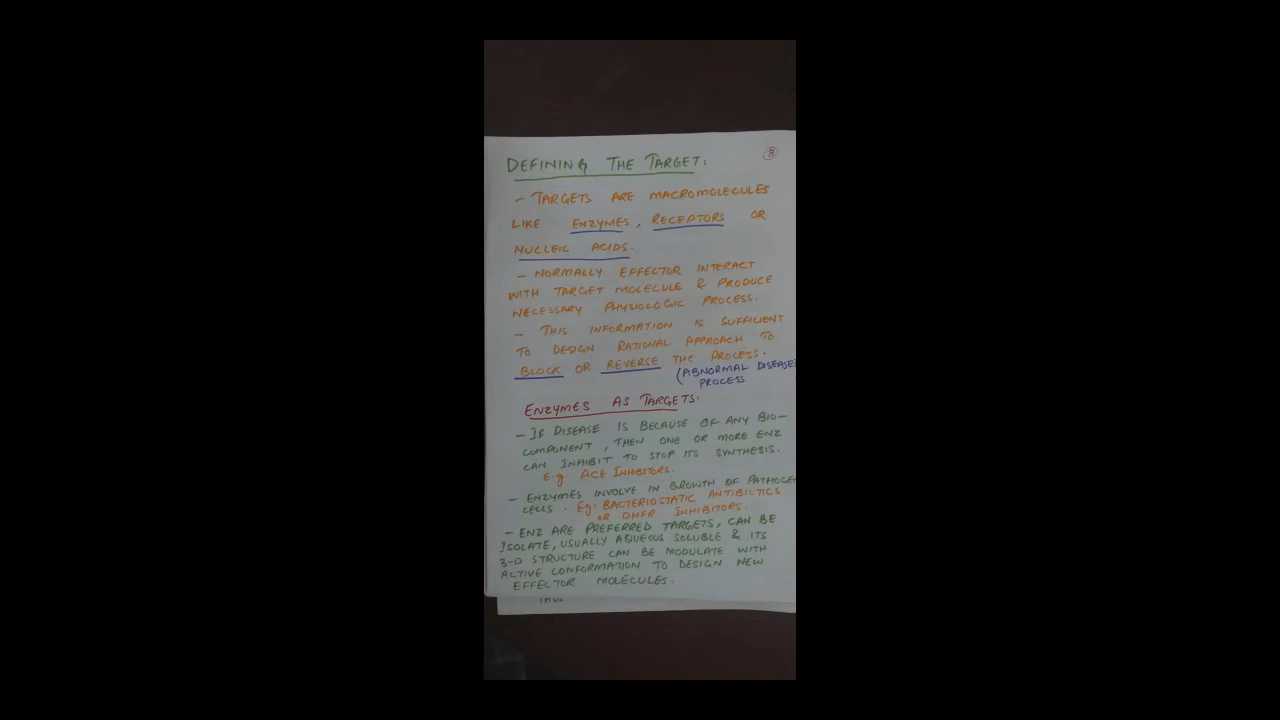 DEFINING THE TARGET:
3
- TARGETS ARE MACROMOLECULES
LIKE ENZYMES, RECEPTORS OR
NUCLEIC ACIDS.
- NORMALLY EFFECTOR INTERACT
WITH TARGET MOLECULE & PRODUCE
NECESSARY PHYSIOLOGIC PROCESS.
- THIS INFORMATION IS SUFFICIENT
TO DESIGN RATIONAL APPROACH TO
BLOCK OR REVERSE THE PROCESS.
(ABNORMAL DISEASE
PROCESS
ENZYMES AS TARGETS:
- IF DISEASE IS BECAUSE OF ANY BIO-
COMPONENT, THEN ONE OR MORE ENZ
CAN INHIBIT TO STOP ITS SYNTHESIS.
E.g: ACE INHIBITORS.
- ENZYMES INVOLVE IN GROWTH OF PATHOGEN
CELLS. Eg: BACTERIOSTATIC ANTIBIOTICS
OR DHFR INHIBITORS.
- ENZ ARE PREFERRED TARGETS, CAN BE
ISOLATE, USUALLY AQUEOUS SOLUBLE & ITS
3-D STRUCTURE CAN BE MODULATE WITH
ACTIVE CONFORMATION TO DESIGN NEW
EFFECTOR MOLECULES.